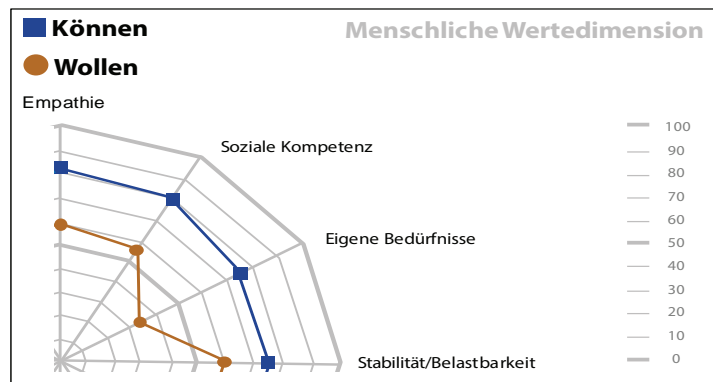 Können
Menschliche Wertedimension
Wollen
Empathie
Soziale Kompetenz
Eigene Bedürfnisse
Stabilität/Belastbarkeit
100
90
80
70
60
50
40
30
20
10
0